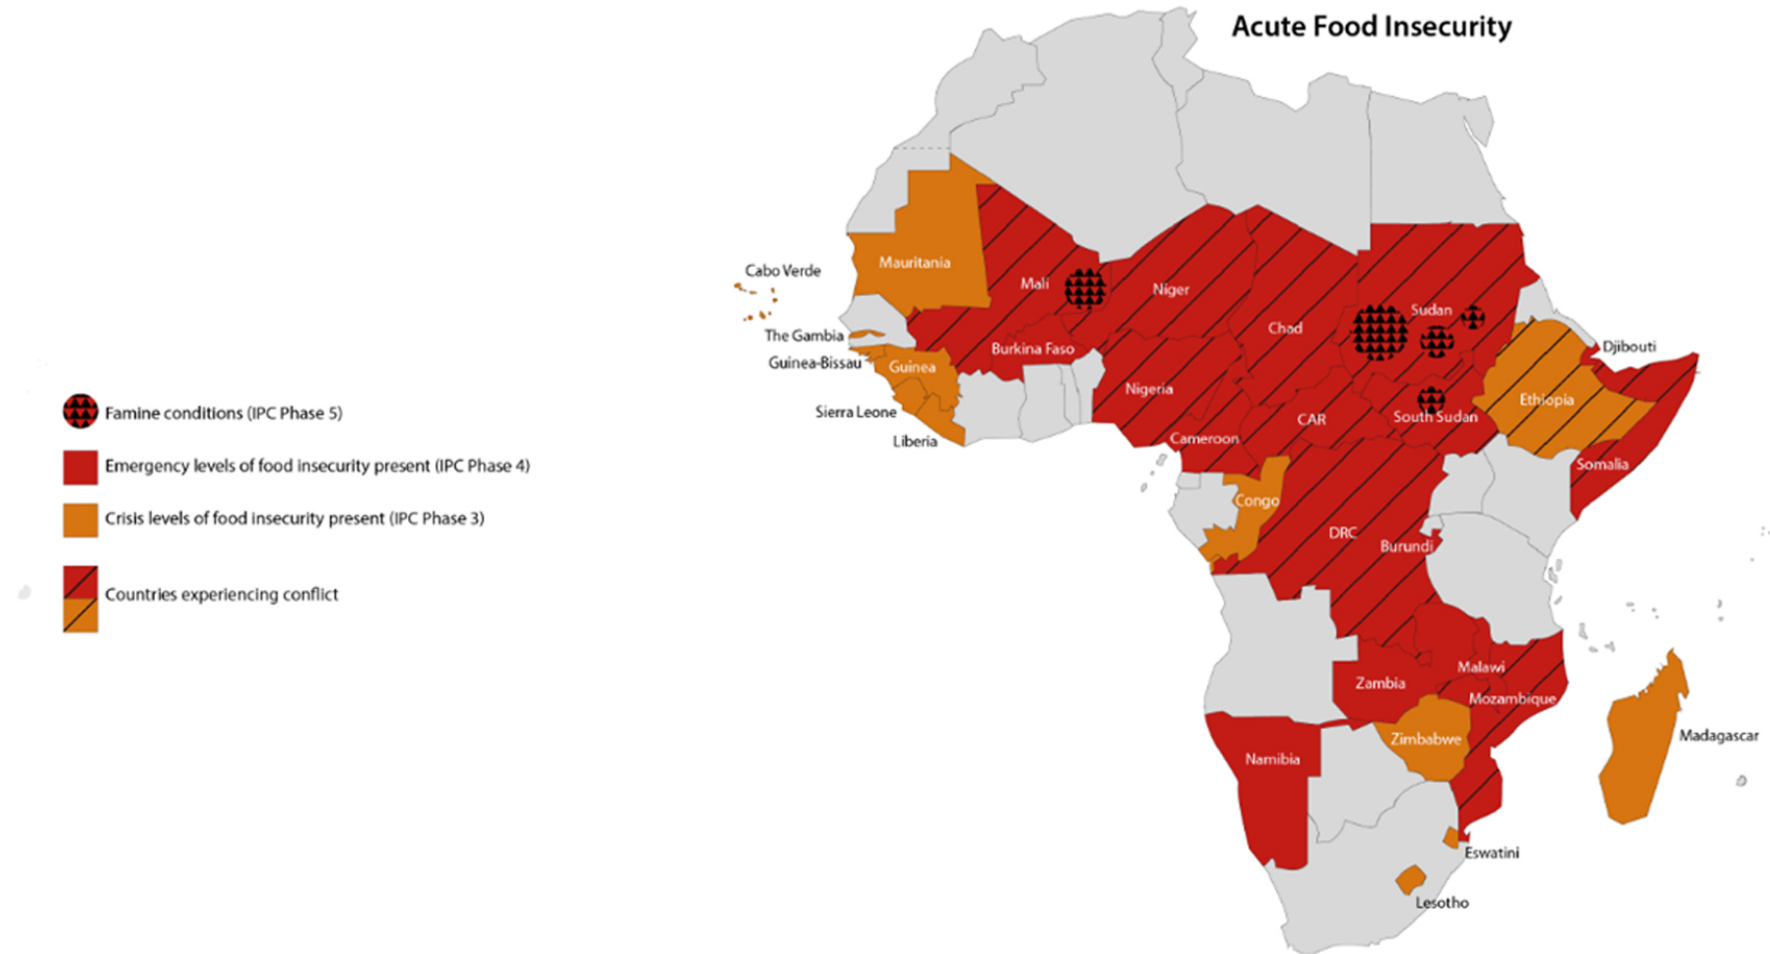 Acute Food Insecurity
Cabo Verde
Mauritania
Mali
Niger
Chad
Sudan
The Gambia
Guinea-Bissau
Guinea
Burkina Faso
Djibouti
Sierra Leone
Liberia
Nigeria
Cameroon
CAR
South Sudan
Ethiopia
Somalia
Famine conditions (IPC Phase 5)
Emergency levels of food insecurity present (IPC Phase 4)
Crisis levels of food insecurity present (IPC Phase 3)
Countries experiencing conflict
Congo
DRC
Burundi
Malawi
Zambia
Mozambique
Zimbabwe
Namibia
Madagascar
Eswatini
Lesotho